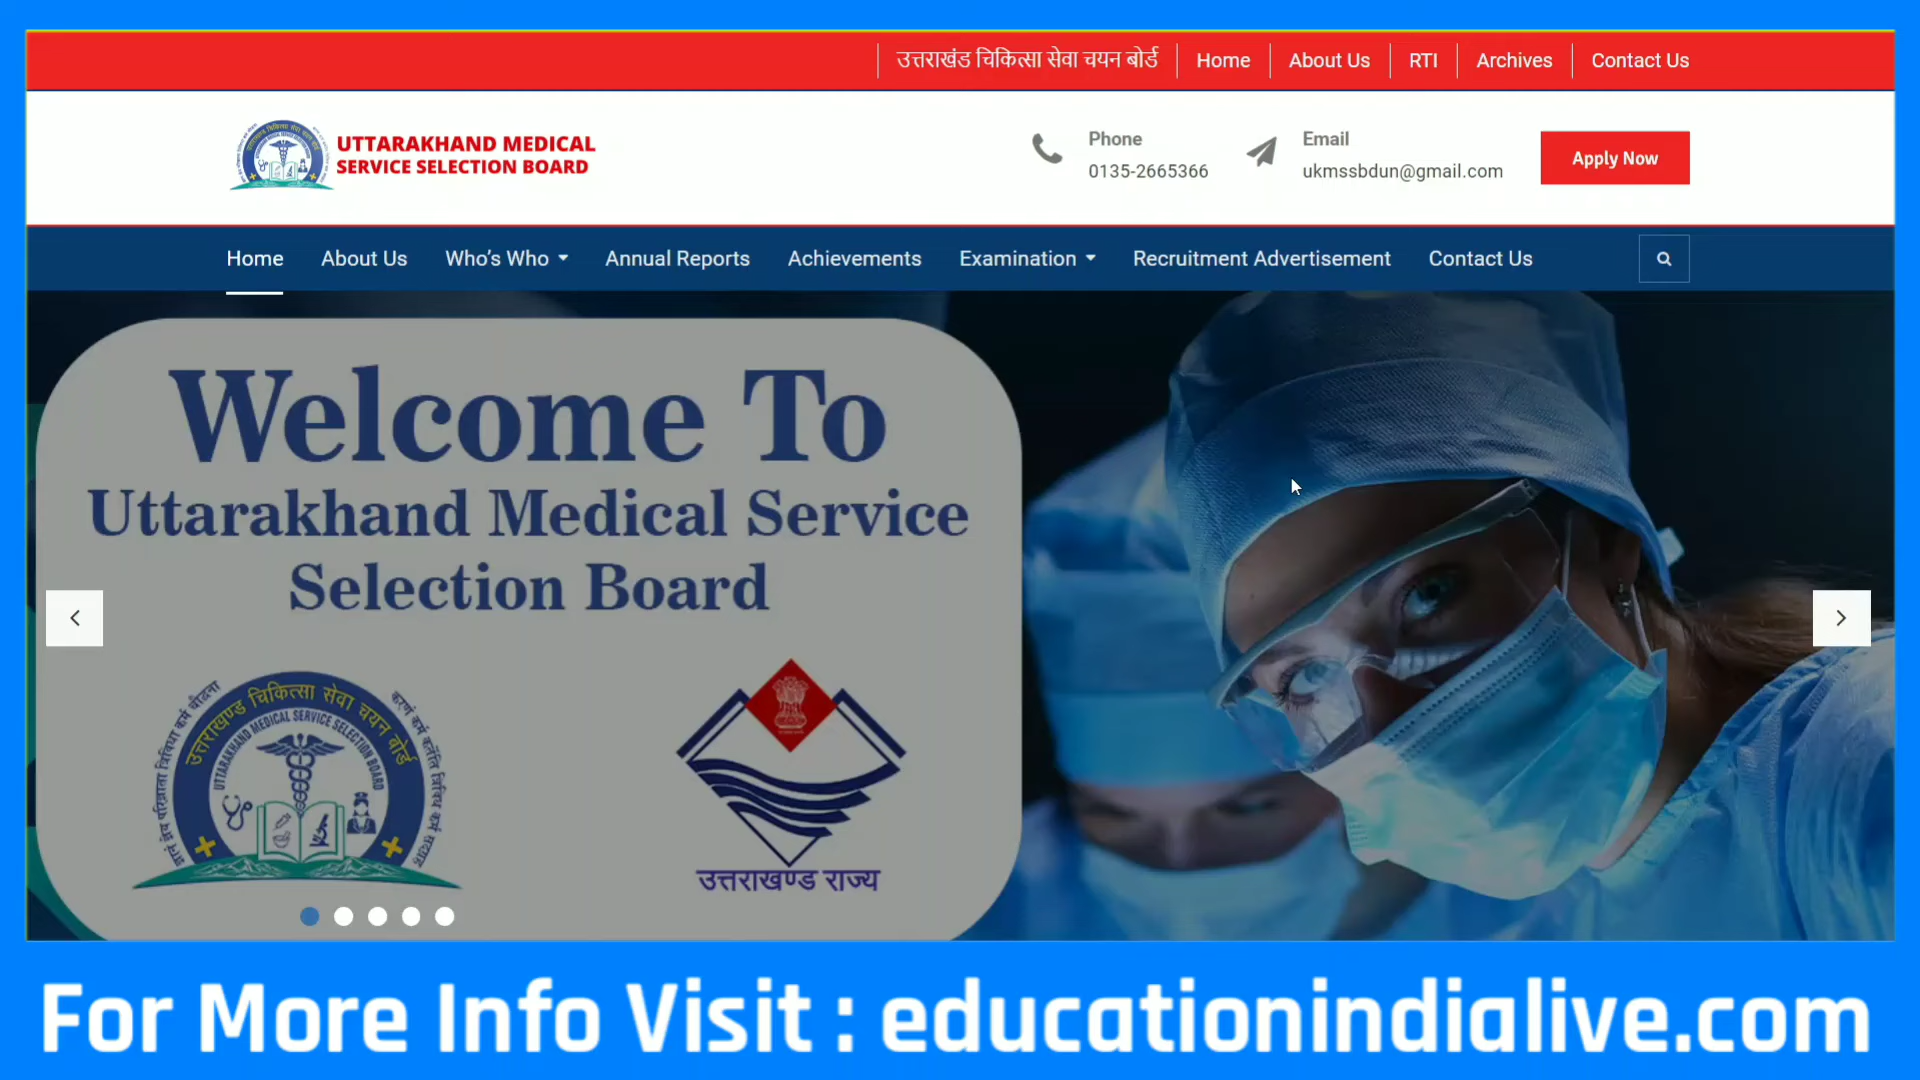 उत्तराखंड चिकित्सा सेवा चयन बोर्ड
Home
About Us
RTI
Archives
Contact Us
UTTARAKHAND MEDICAL
SERVICE SELECTION BOARD
Phone
0135-2665366
Email
ukmssbdun@gmail.com
Apply Now
Home
About Us
Who's Who
Annual Reports
Achievements
Examination
Recruitment Advertisement
Contact Us
Welcome To
Uttarakhand Medical Service
Selection Board
उत्तराखण्ड चिकित्सा सेवा चयन बोर्ड
UTTARAKHAND MEDICAL SERVICE SELECTION BOARD
उत्तराखण्ड राज्य
For More Info Visit : educationindialive.com